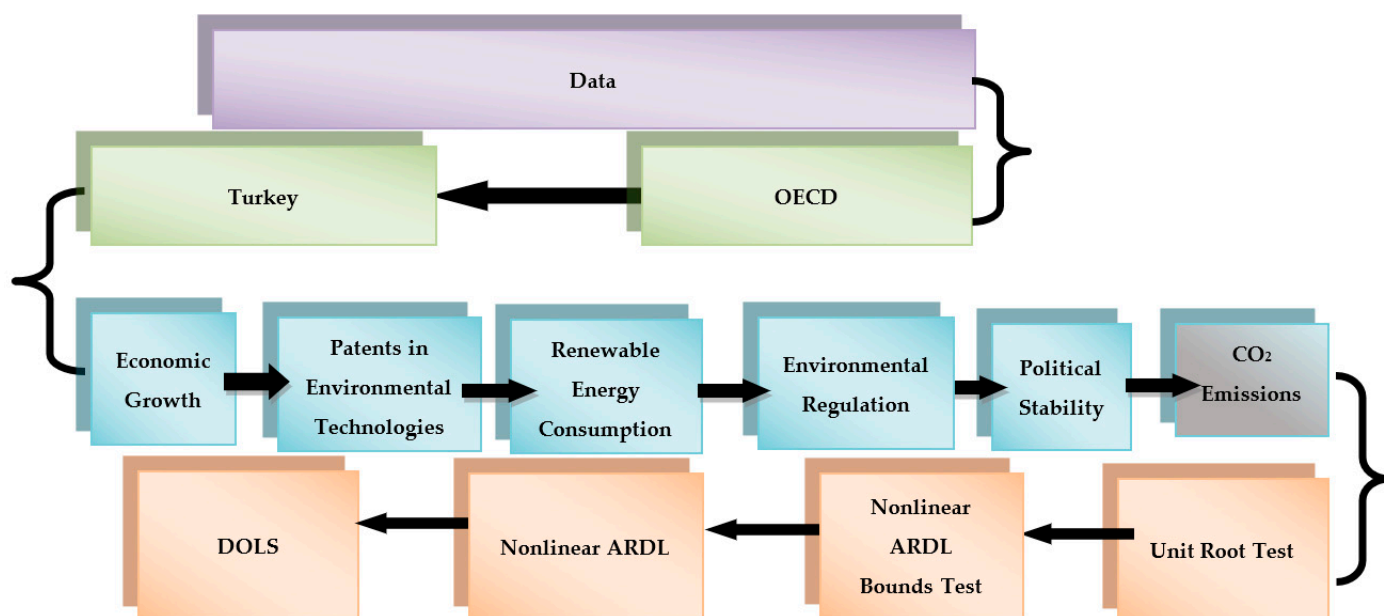 Data
Turkey
OECD
Economic
Growth
Patents in
Environmental
Technologies
Renewable
Energy
Consumption
Environmental
Regulation
Political
Stability
CO₂
Emissions
DOLS
Nonlinear ARDL
Nonlinear
ARDL
Bounds Test
Unit Root Test